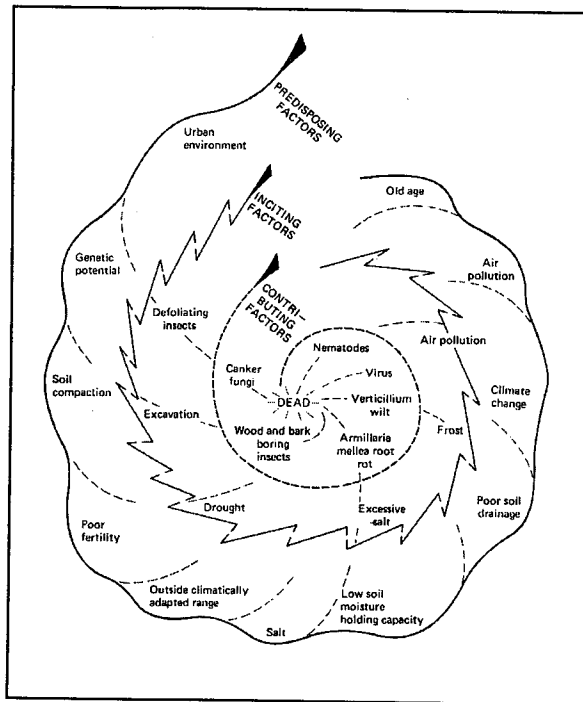 PREDISPOSING
FACTORS
Urban
environment
INCITING
FACTORS
Old age
Genetic
potential
Air
pollution
CONTRI-
BUTING
FACTORS
Defoliating
insects
Nematodes
Air pollution
Canker
fungi
Virus
Soil
compaction
DEAD
Verticillium
wilt
Climate
change
Excavation
Wood and bark
boring
insects
Armillaria
mellea root
rot
Frost
Drought
Excessive
salt
Poor soil
drainage
Poor
fertility
Outside climatically
adapted range
Low soil
moisture
holding capacity
Salt